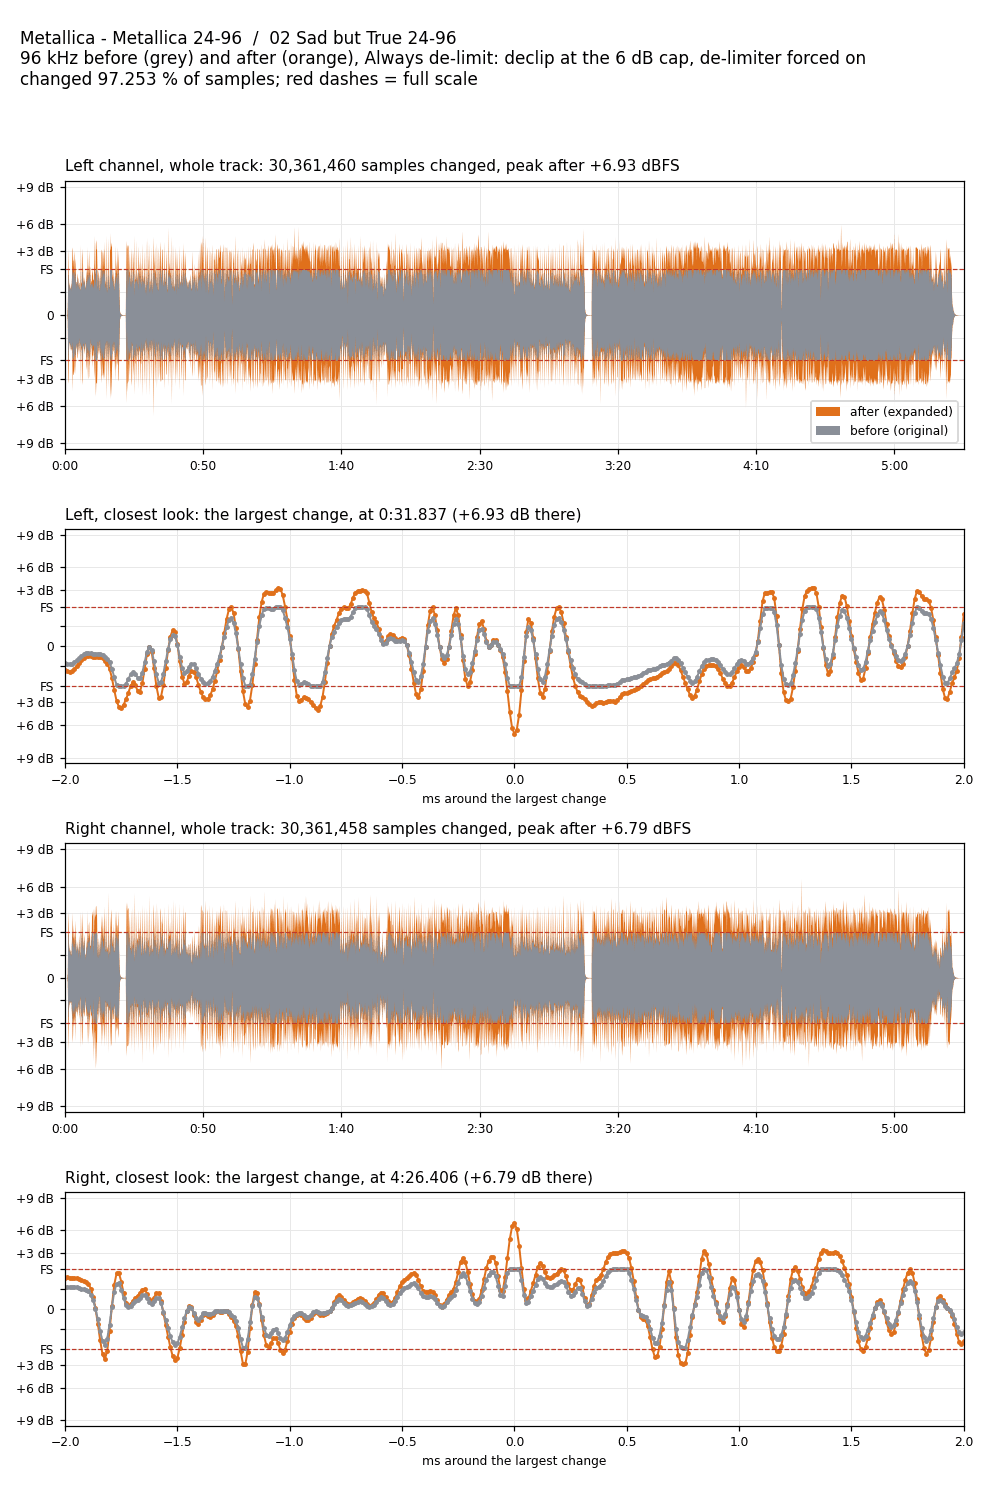 Metallica - Metallica 24-96  /  02 Sad but True 24-96
96 kHz before (grey) and after (orange), Always de-limit: declip at the 6 dB cap, de-limiter forced on
changed 97.253 % of samples; red dashes = full scale
Left channel, whole track: 30,361,460 samples changed, peak after +6.93 dBFS
+9 dB
+6 dB
+3 dB
FS
0
FS
+3 dB
+6 dB
+9 dB
after (expanded)
before (original)
0:00 0:50 1:40 2:30 3:20 4:10 5:00
Left, closest look: the largest change, at 0:31.837 (+6.93 dB there)
+9 dB
+6 dB
+3 dB
FS
0
FS
+3 dB
+6 dB
+9 dB
−2.0 −1.5 −1.0 −0.5 0.0 0.5 1.0 1.5 2.0
ms around the largest change
Right channel, whole track: 30,361,458 samples changed, peak after +6.79 dBFS
+9 dB
+6 dB
+3 dB
FS
0
FS
+3 dB
+6 dB
+9 dB
0:00 0:50 1:40 2:30 3:20 4:10 5:00
Right, closest look: the largest change, at 4:26.406 (+6.79 dB there)
+9 dB
+6 dB
+3 dB
FS
0
FS
+3 dB
+6 dB
+9 dB
−2.0 −1.5 −1.0 −0.5 0.0 0.5 1.0 1.5 2.0
ms around the largest change